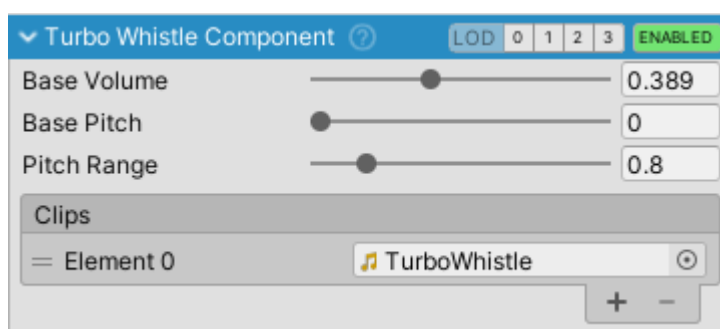 Turbo Whistle Component ? LOD 0 1 2 3 ENABLED
Base Volume 0.389
Base Pitch 0
Pitch Range 0.8
Clips
Element 0 TurboWhistle
+ -